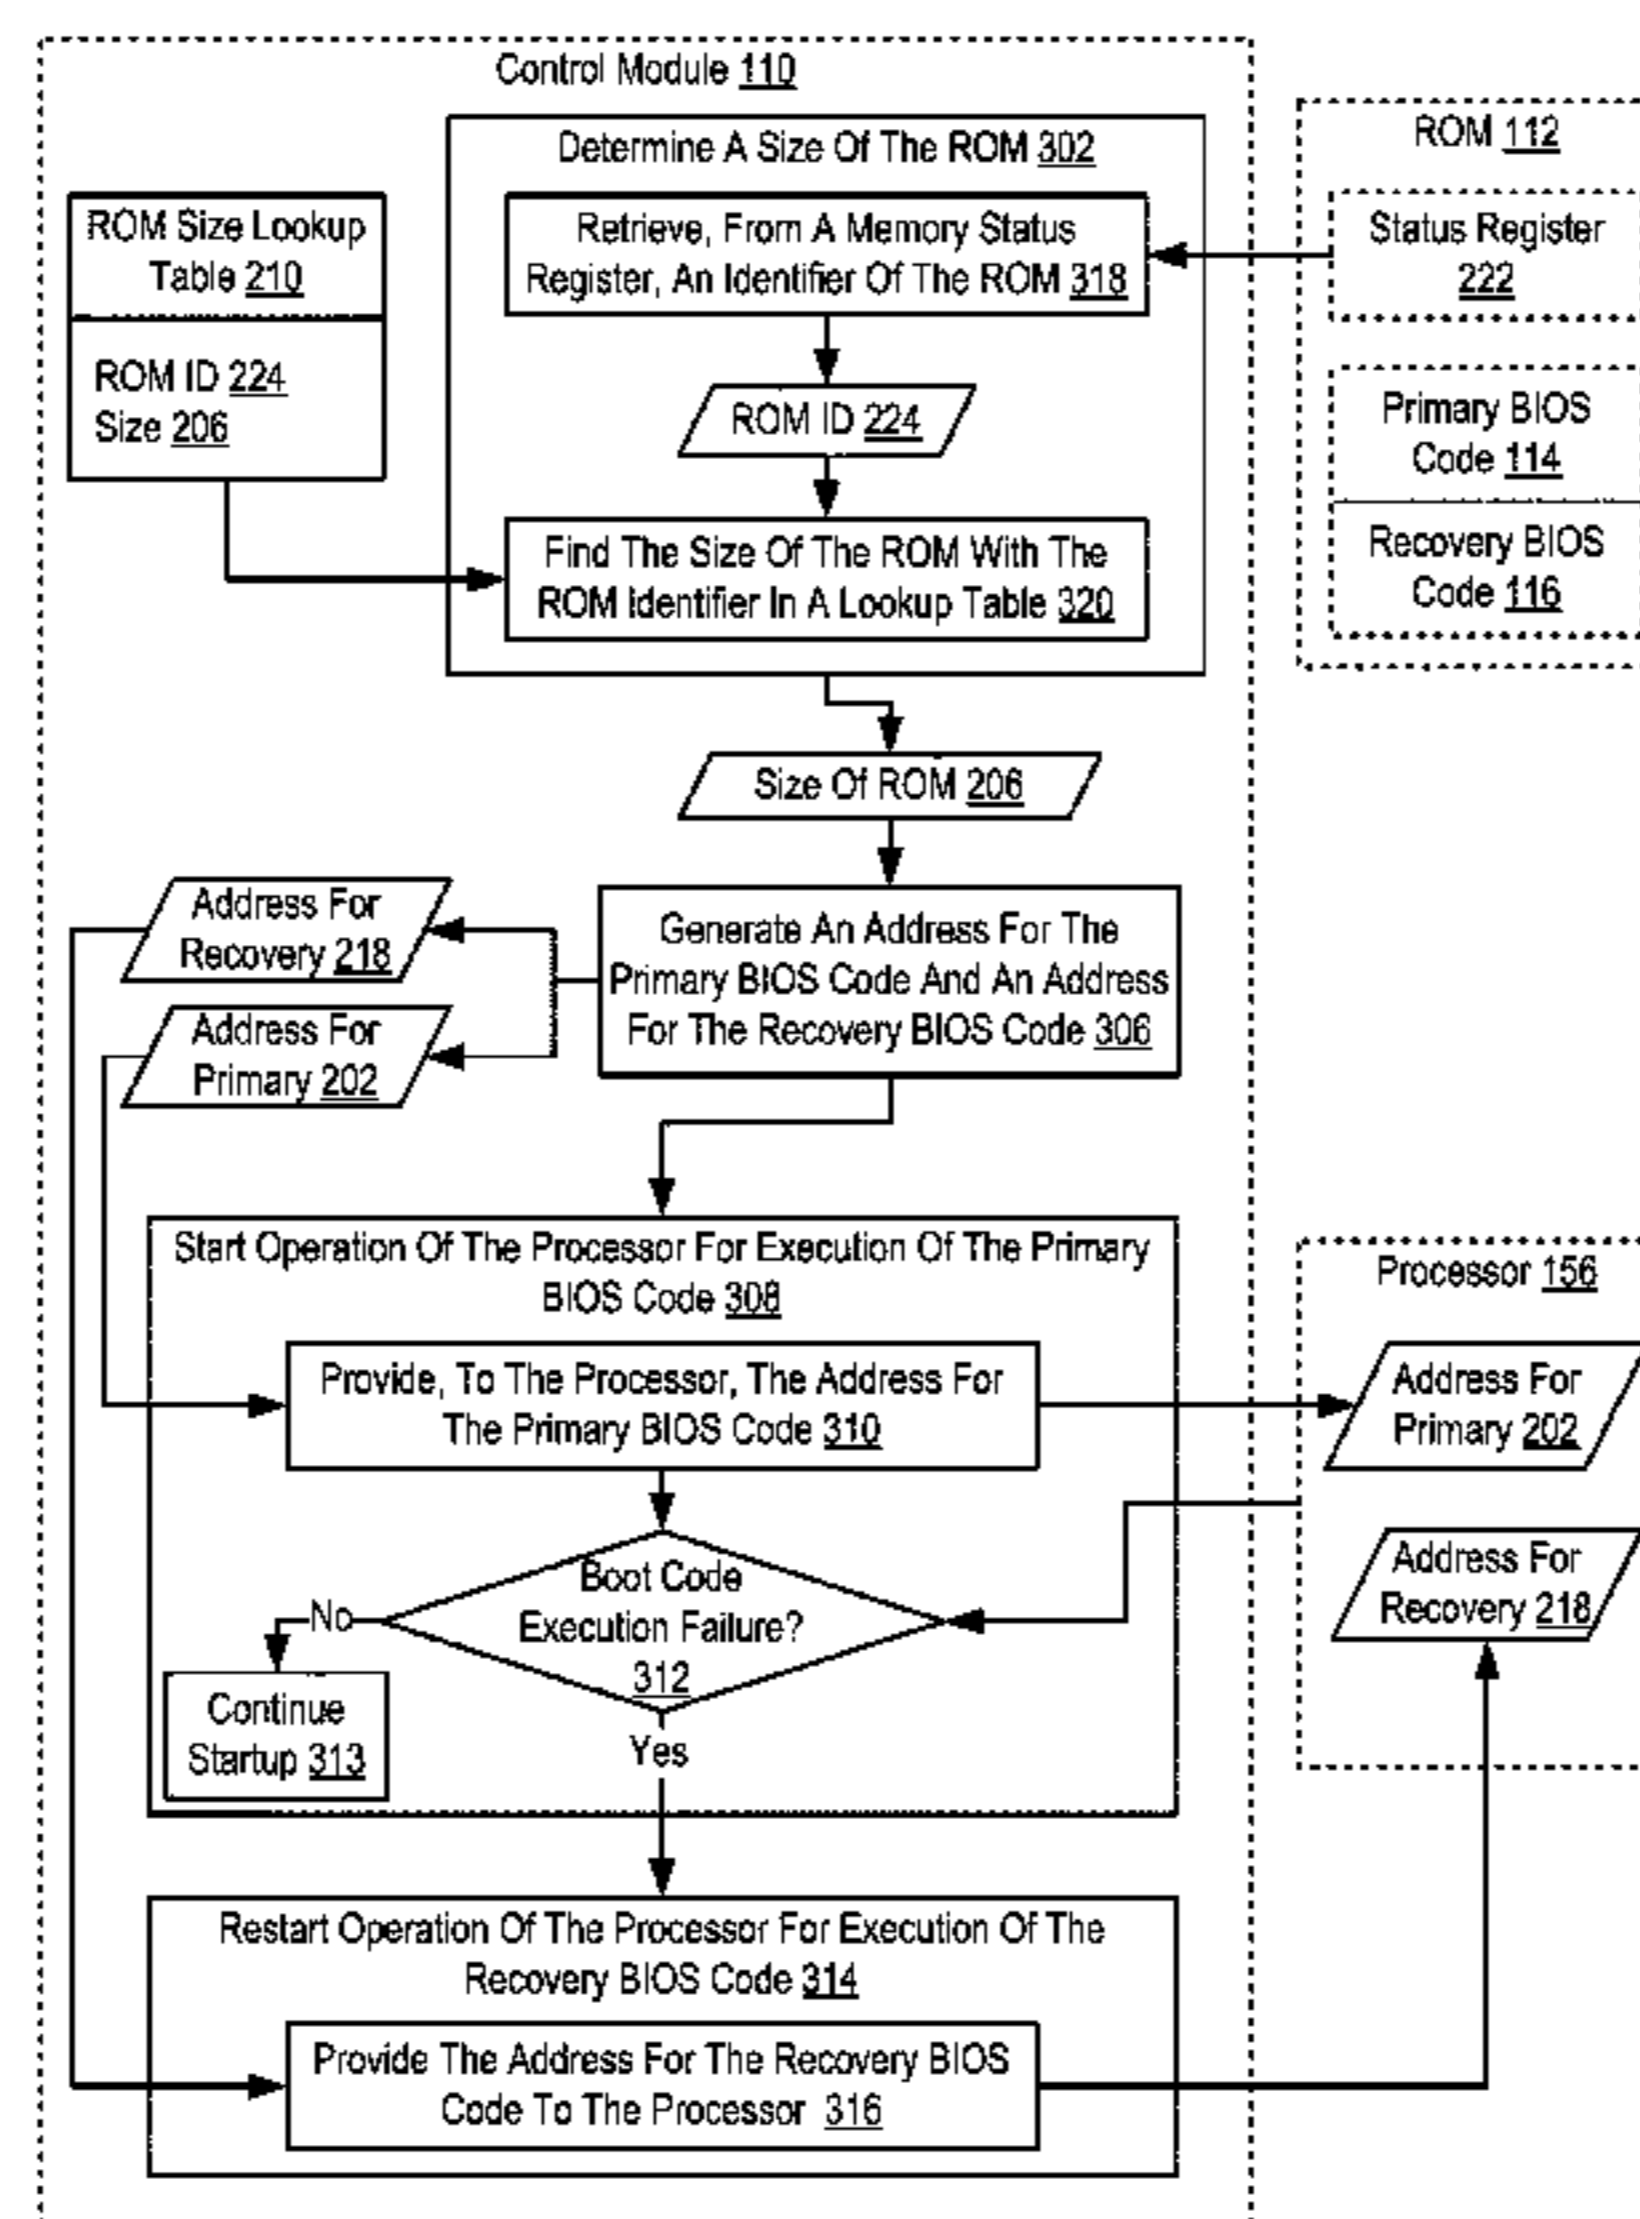 Control Module 110
Determine A Size Of The ROM 302
ROM 112
ROM Size Lookup
Table 210
ROM ID 224
Size 206
Retrieve, From A Memory Status
Register, An Identifier Of The ROM 318
Status Register
222
ROM ID 224
Primary BIOS
Code 114
Recovery BIOS
Code 116
Find The Size Of The ROM With The
ROM Identifier In A Lookup Table 320
Size Of ROM 206
Address For
Recovery 218
Address For
Primary 202
Generate An Address For The
Primary BIOS Code And An Address
For The Recovery BIOS Code 306
Start Operation Of The Processor For Execution Of The Primary
BIOS Code 308
Processor 156
Provide, To The Processor, The Address For
The Primary BIOS Code 310
Address For
Primary 202
Boot Code
Execution Failure?
312
No
Address For
Recovery 218
Continue
Startup 313
Yes
Restart Operation Of The Processor For Execution Of The
Recovery BIOS Code 314
Provide The Address For The Recovery BIOS
Code To The Processor 316